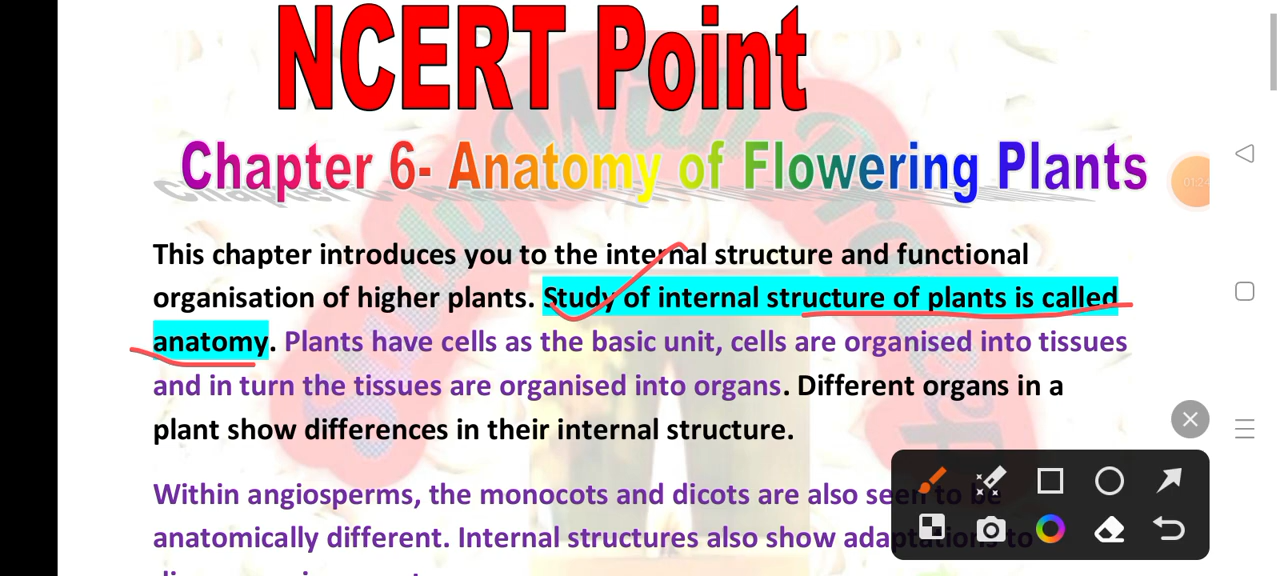 NCERT Point
Chapter 6- Anatomy of Flowering Plants
01:24
This chapter introduces you to the internal structure and functional
organisation of higher plants. Study of internal structure of plants is called
anatomy. Plants have cells as the basic unit, cells are organised into tissues
and in turn the tissues are organised into organs. Different organs in a
plant show differences in their internal structure.
Within angiosperms, the monocots and dicots are also seen to be
anatomically different. Internal structures also show adaptations to